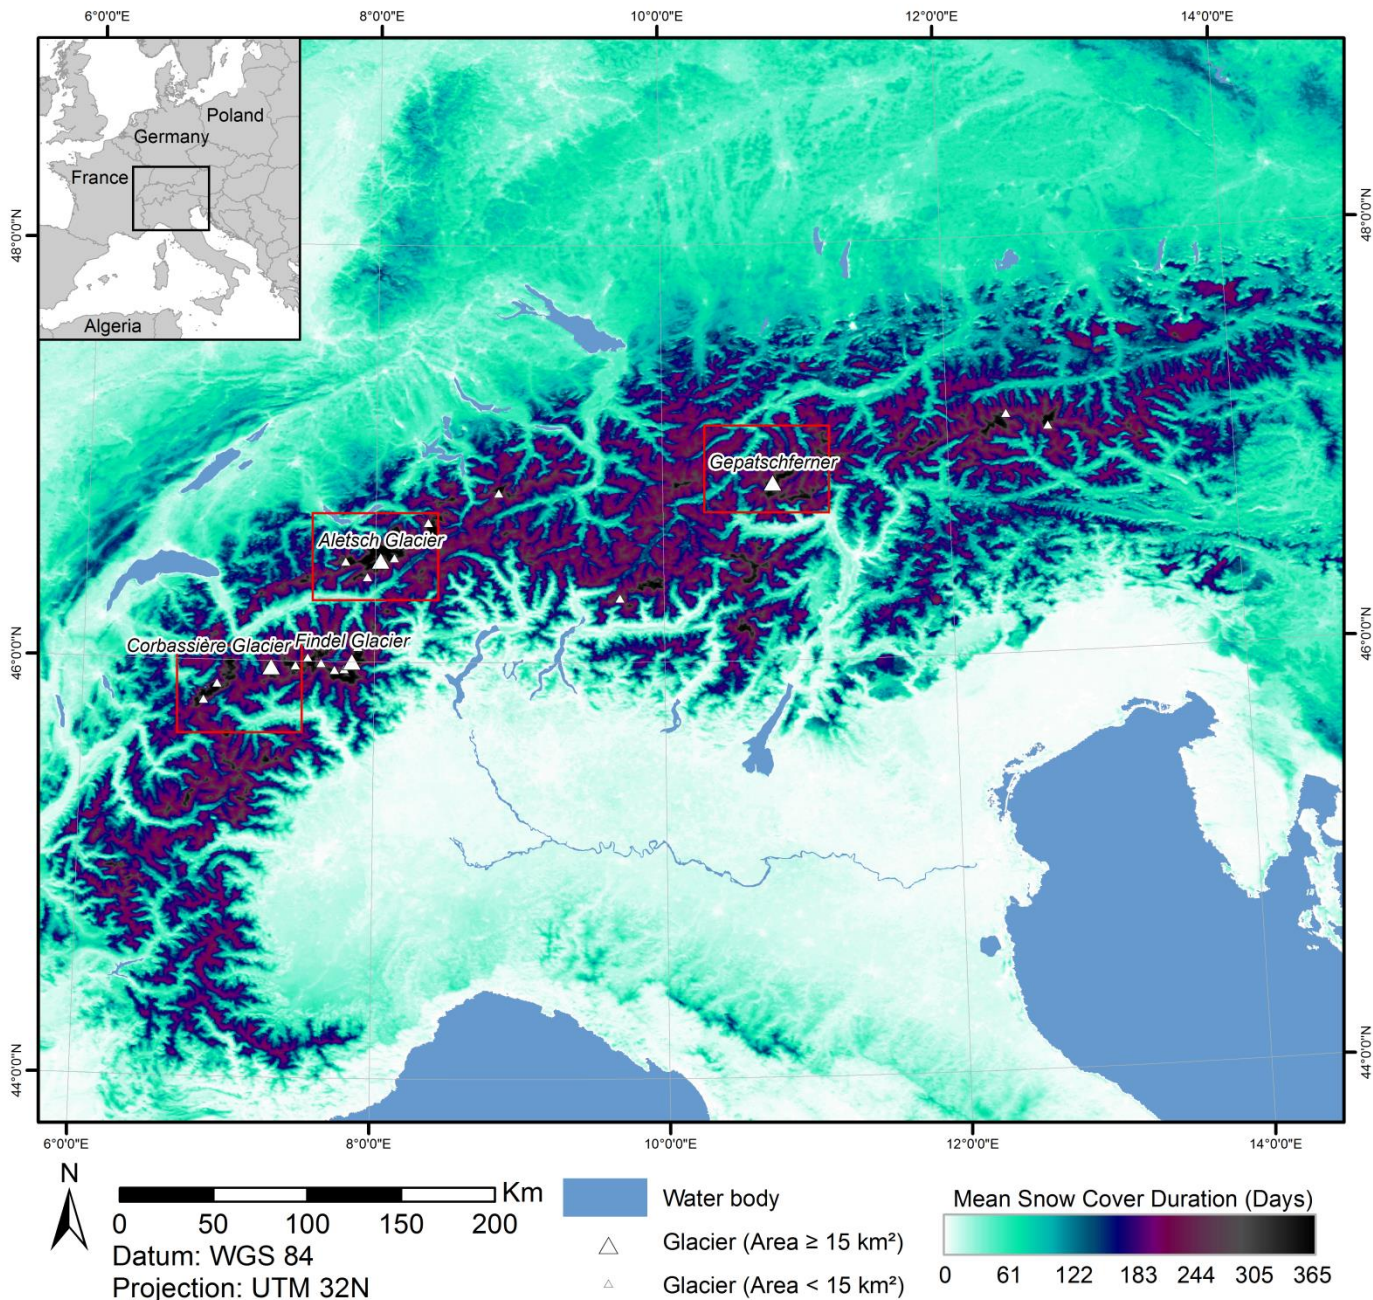 6°0'0"E 8°0'0"E 10°0'0"E 12°0'0"E 14°0'0"E
Poland
Germany
France
Algeria
48°0'0"N 48°0'0"N
Gepatschferner
Aletsch Glacier
Corbassière Glacier Findel Glacier
46°0'0"N 46°0'0"N
44°0'0"N 44°0'0"N
6°0'0"E 8°0'0"E 10°0'0"E 12°0'0"E 14°0'0"E
N
Km
0 50 100 150 200
Datum: WGS 84
Projection: UTM 32N
Water body
Glacier (Area ≥ 15 km²)
Glacier (Area < 15 km²)
Mean Snow Cover Duration (Days)
0 61 122 183 244 305 365